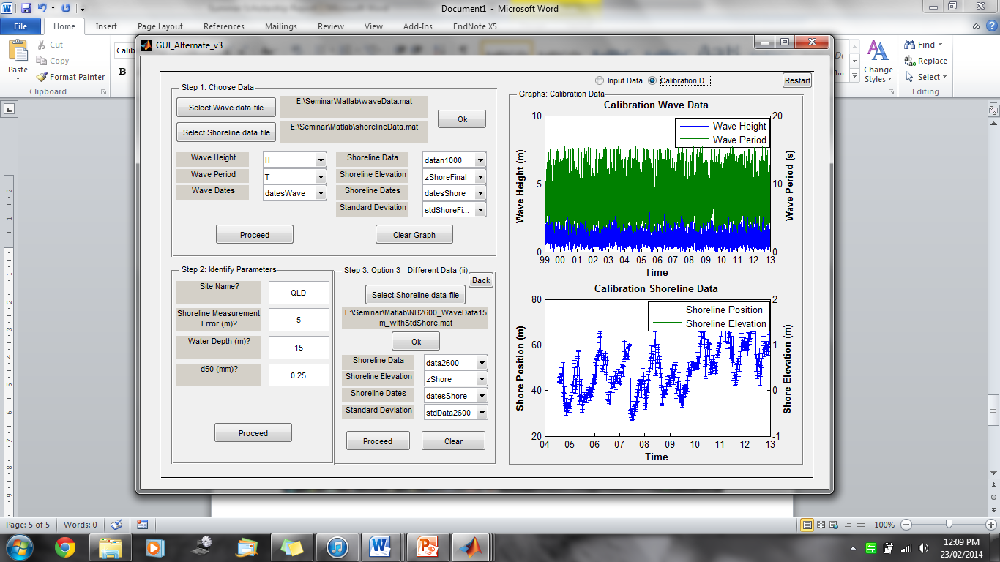 Document1 - Microsoft Word
File
Home
Insert
Page Layout
References
Mailings
Review
View
Add-Ins
EndNote X5
Paste
Cut
Copy
Format Painter
Clipboard
Calib
B
Change
Styles
Find
Replace
Select
Editing
GUI_Alternate_v3
Input Data
Calibration D...
Restart
Step 1: Choose Data
Select Wave data file
E:\Seminar\Matlab\waveData.mat
Select Shoreline data file
E:\Seminar\Matlab\shorelineData.mat
Ok
Wave Height
H
Wave Period
T
Wave Dates
datesWave
Shoreline Data
datan1000
Shoreline Elevation
zShoreFinal
Shoreline Dates
datesShore
Standard Deviation
stdShoreFi...
Proceed
Clear Graph
Step 2: Identify Parameters
Site Name?
QLD
Shoreline Measurement
Error (m)?
5
Water Depth (m)?
15
d50 (mm)?
0.25
Proceed
Step 3: Option 3 - Different Data (ii)
Back
Select Shoreline data file
E:\Seminar\Matlab\NB2600_WaveData15
m_withStdShore.mat
Ok
Shoreline Data
data2600
Shoreline Elevation
zShore
Shoreline Dates
datesShore
Standard Deviation
stdData2600
Proceed
Clear
Graphs: Calibration Data
Calibration Wave Data
Wave Height
Wave Period
10
5
0
Wave Height (m)
20
10
0
Wave Period (s)
99 00 01 02 03 04 05 06 07 08 09 10 11 12 13
Time
Calibration Shoreline Data
Shoreline Position
Shoreline Elevation
80
60
40
20
Shore Position (m)
2
1
0
-1
Shore Elevation (m)
04 05 06 07 08 09 10 11 12 13
Time
Page: 5 of 5
Words: 0
100%
12:09 PM
23/02/2014